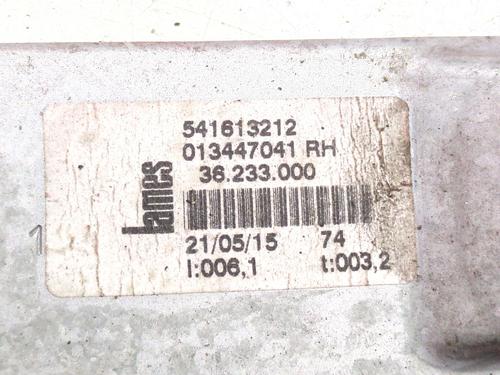 541613212
013447041 RH
36.233.000
lames
21/05/15 74
I:006,1 t:003,2